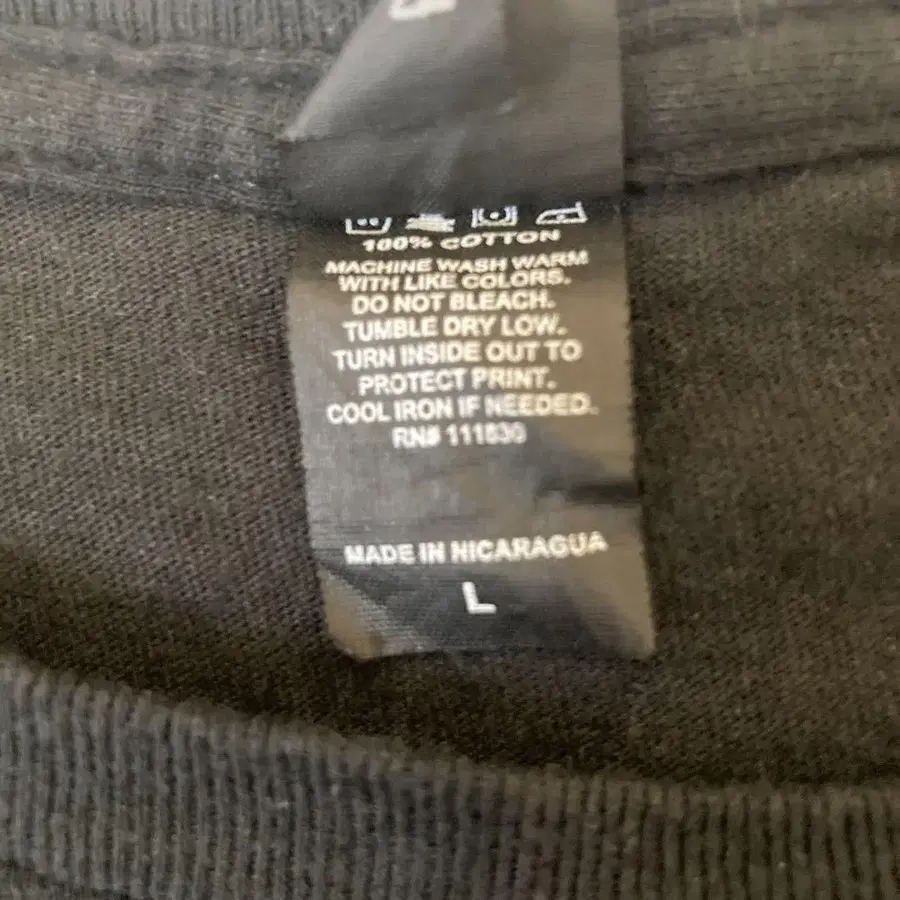 100% COTTON
MACHINE WASH WARM
WITH LIKE COLORS.
DO NOT BLEACH.
TUMBLE DRY LOW.
TURN INSIDE OUT TO
PROTECT PRINT.
COOL IRON IF NEEDED.
RN# 111830
MADE IN NICARAGUA
L